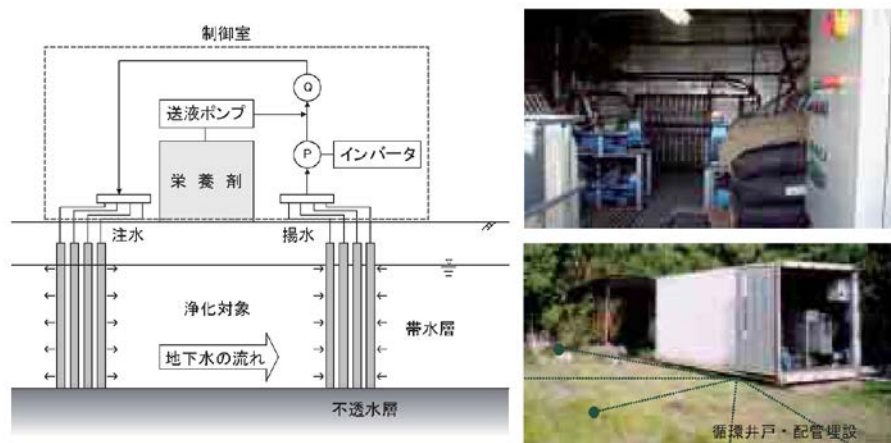 制御室
Q
送液ポンプ
P
インバータ
栄養剤
注水
揚水
浄化対象
帯水層
地下水の流れ
不透水層
循環井戸・配管埋設